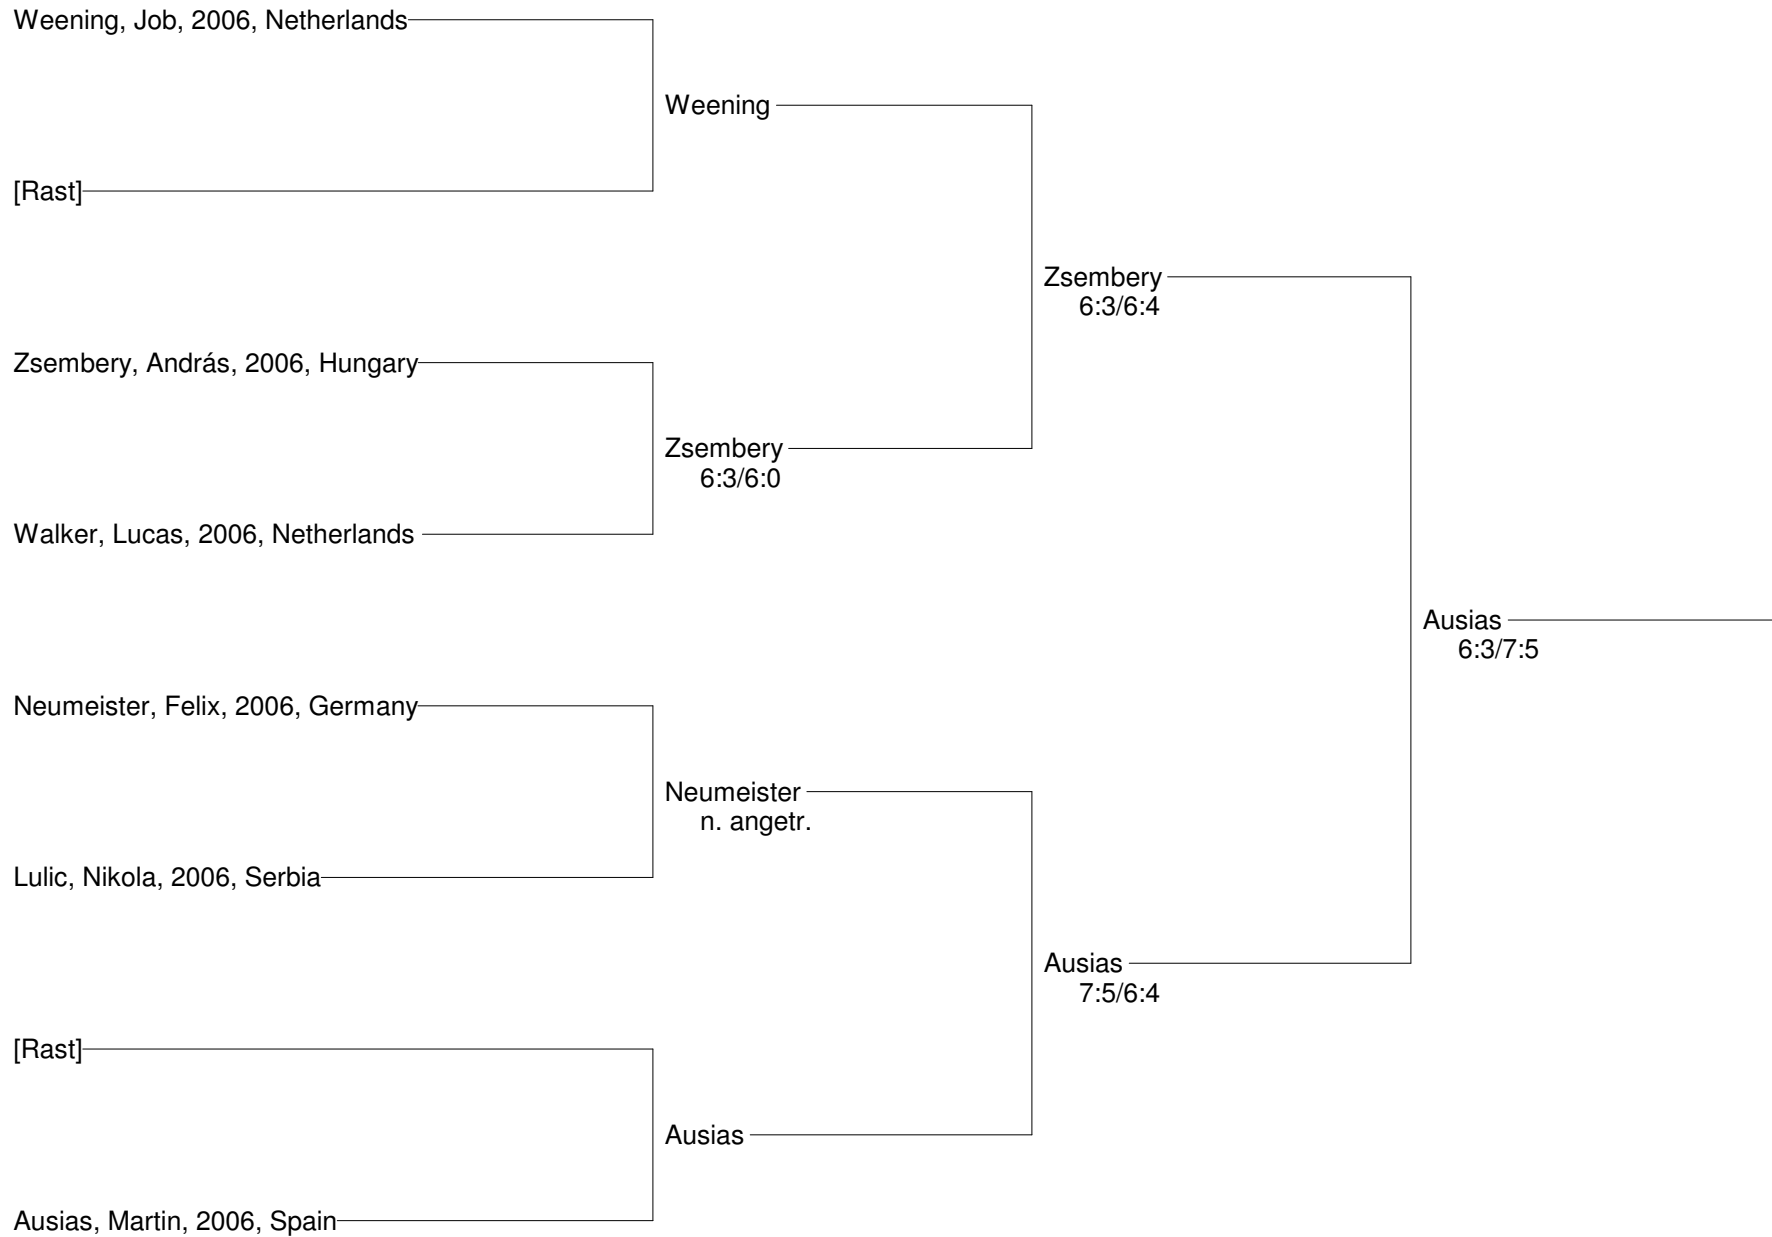 Weening, Job, 2006, Netherlands
Weening
[Rast]
Zsembery
6:3/6:4
Zsembery, András, 2006, Hungary
Zsembery
6:3/6:0
Walker, Lucas, 2006, Netherlands
Ausias
6:3/7:5
Neumeister, Felix, 2006, Germany
Neumeister
n. angetr.
Lulic, Nikola, 2006, Serbia
Ausias
7:5/6:4
[Rast]
Ausias
Ausias, Martin, 2006, Spain